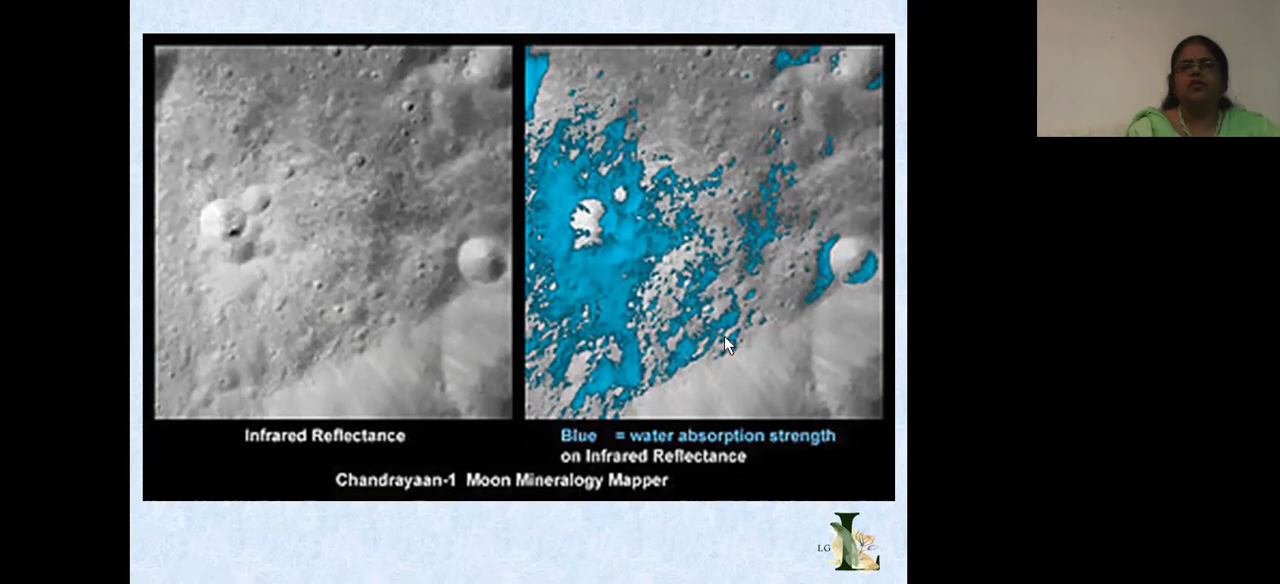 Infrared Reflectance
Blue = water absorption strength
on Infrared Reflectance
Chandrayaan-1 Moon Mineralogy Mapper
LG
L